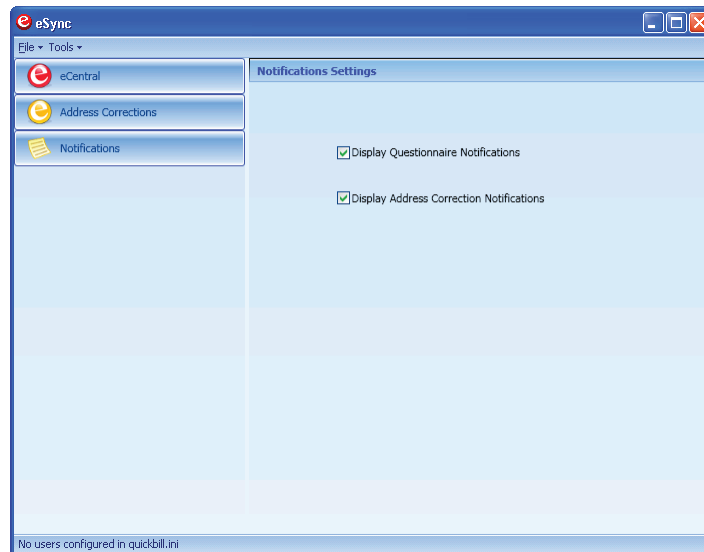 eSync
File Tools
eCentral
Address Corrections
Notifications
Notifications Settings
Display Questionnaire Notifications
Display Address Correction Notifications
No users configured in quickbill.ini